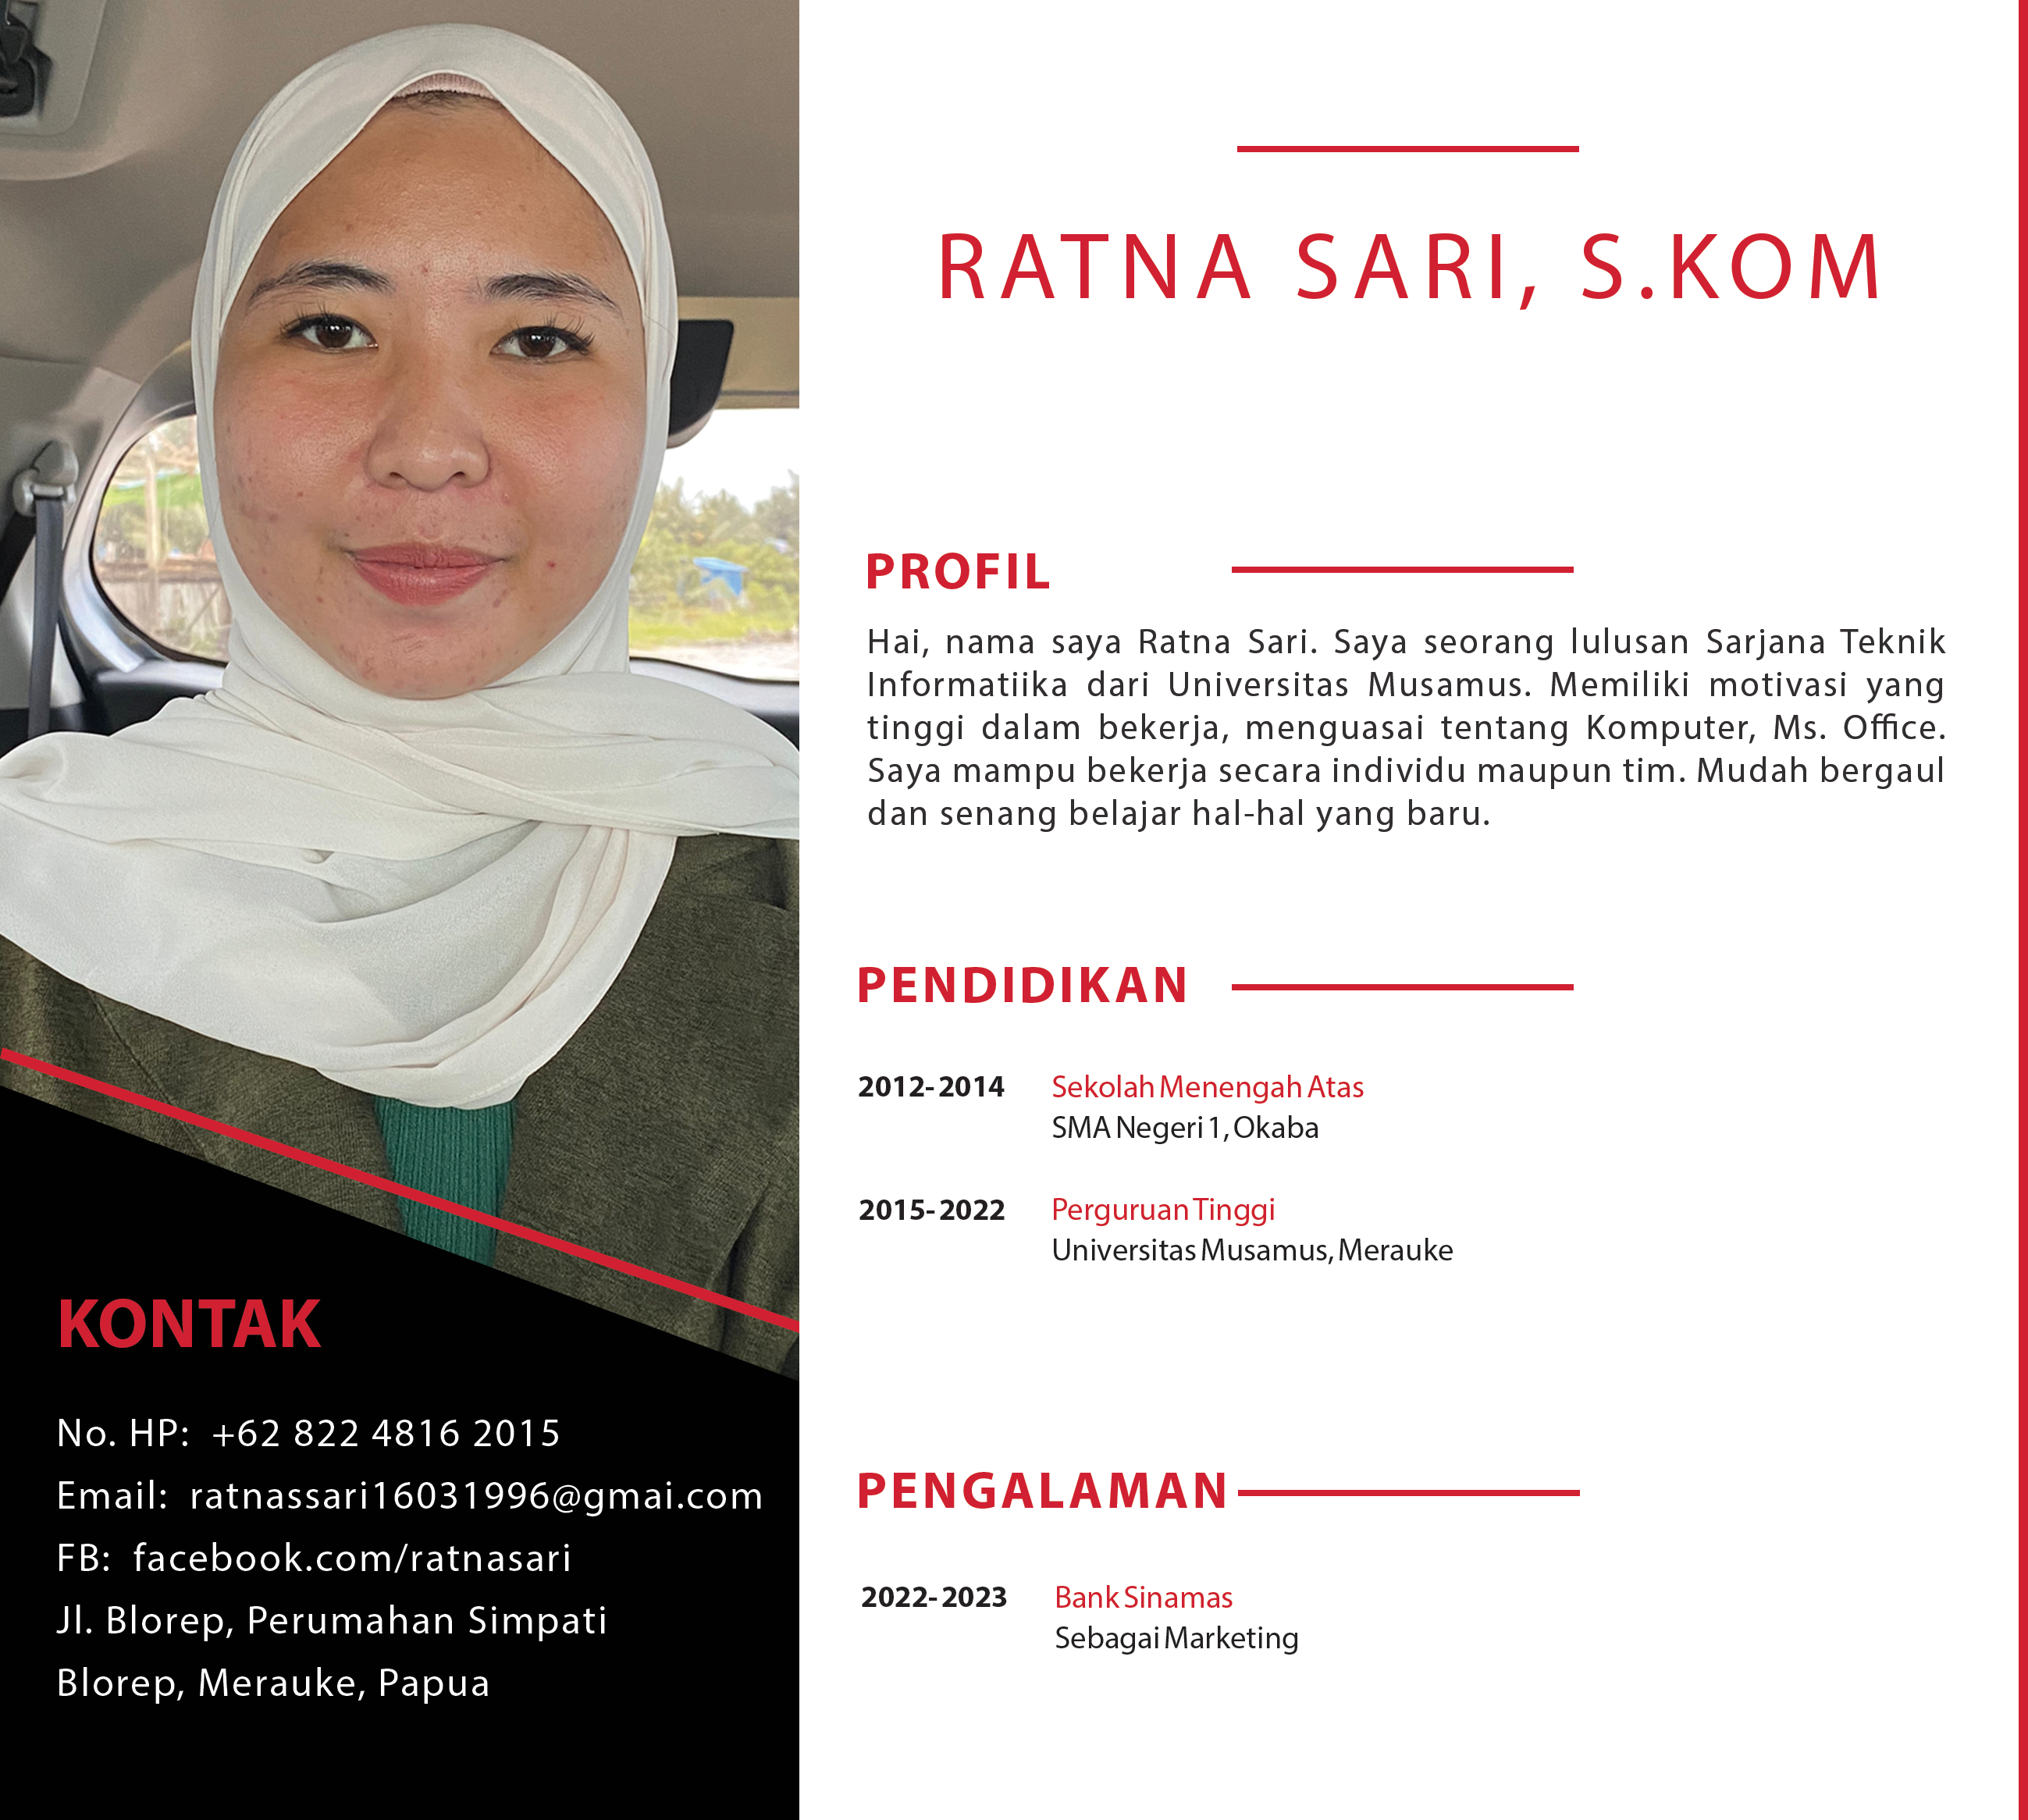 RATNA SARI, S.KOM
PROFIL
Hai, nama saya Ratna Sari. Saya seorang lulusan Sarjana Teknik
Informatiika dari Universitas Musamus. Memiliki motivasi yang
tinggi dalam bekerja, menguasai tentang Komputer, Ms. Office.
Saya mampu bekerja secara individu maupun tim. Mudah bergaul
dan senang belajar hal-hal yang baru.
PENDIDIKAN
2012-2014 Sekolah Menengah Atas
SMA Negeri 1, Okaba
2015-2022 Perguruan Tinggi
Universitas Musamus, Merauke
PENGALAMAN
2022-2023 Bank Sinamas
Sebagai Marketing
KONTAK
No. HP: +62 822 4816 2015
Email: ratnassari16031996@gmai.com
FB: facebook.com/ratnasari
Jl. Blorep, Perumahan Simpati
Blorep, Merauke, Papua